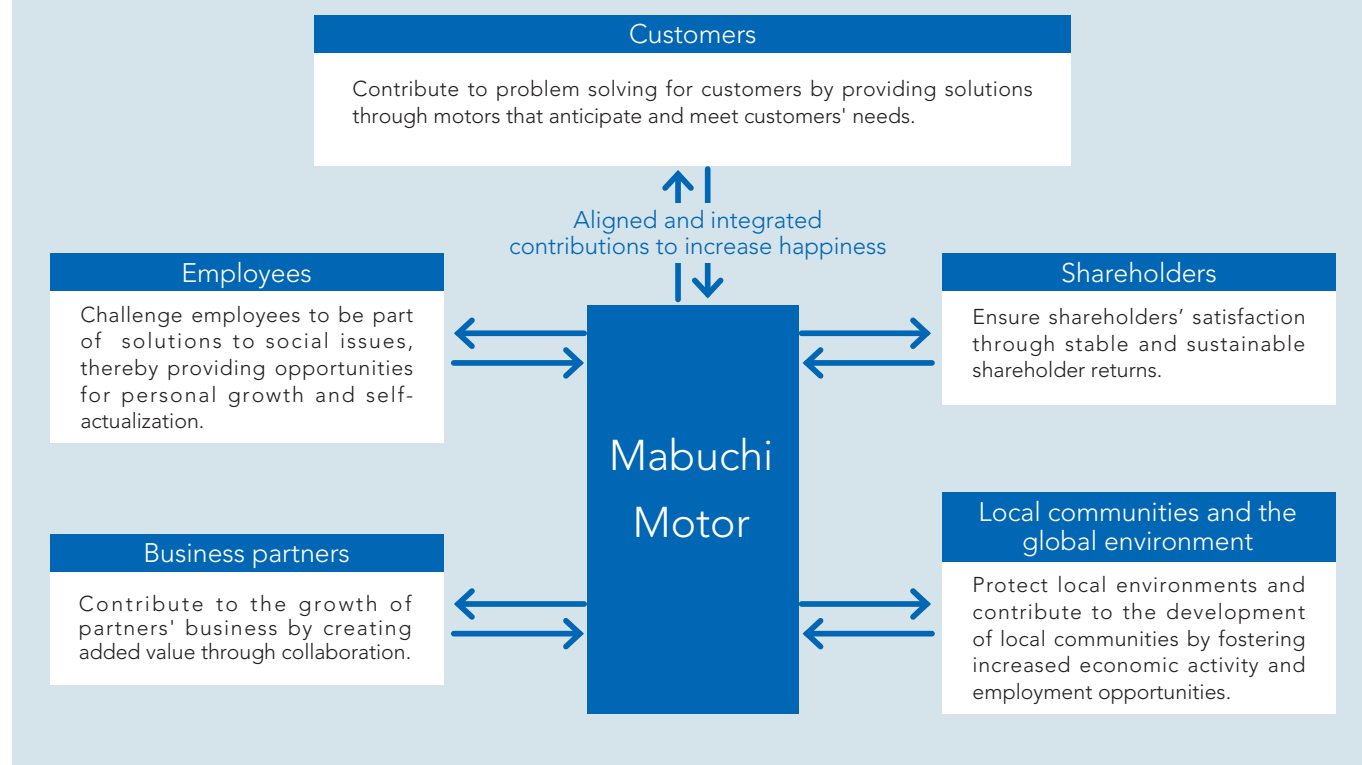 Customers
Contribute to problem solving for customers by providing solutions
through motors that anticipate and meet customers' needs.
Aligned and integrated
contributions to increase happiness
Employees
Challenge employees to be part
of solutions to social issues,
thereby providing opportunities
for personal growth and self-
actualization.
Shareholders
Ensure shareholders’ satisfaction
through stable and sustainable
shareholder returns.
Mabuchi
Motor
Business partners
Contribute to the growth of
partners' business by creating
added value through collaboration.
Local communities and the
global environment
Protect local environments and
contribute to the development
of local communities by fostering
increased economic activity and
employment opportunities.